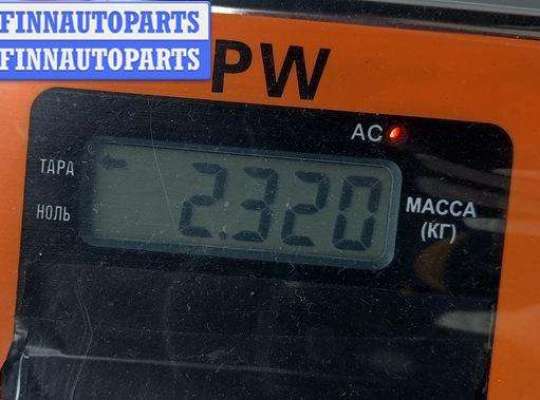 FINNAUTOPARTS
FINNAUTOPARTS
PW
AC
ТАРА
НОЛЬ
2.320
МАССА
(КГ)